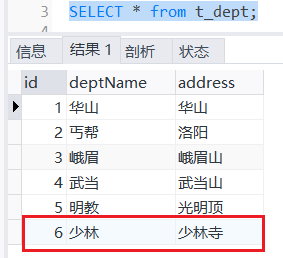 3 SELECT * from t_dept;
信息 结果 1 剖析 状态
id deptName address
1 华山 华山
2 丐帮 洛阳
3 峨眉 峨眉山
4 武当 武当山
5 明教 光明顶
6 少林 少林寺